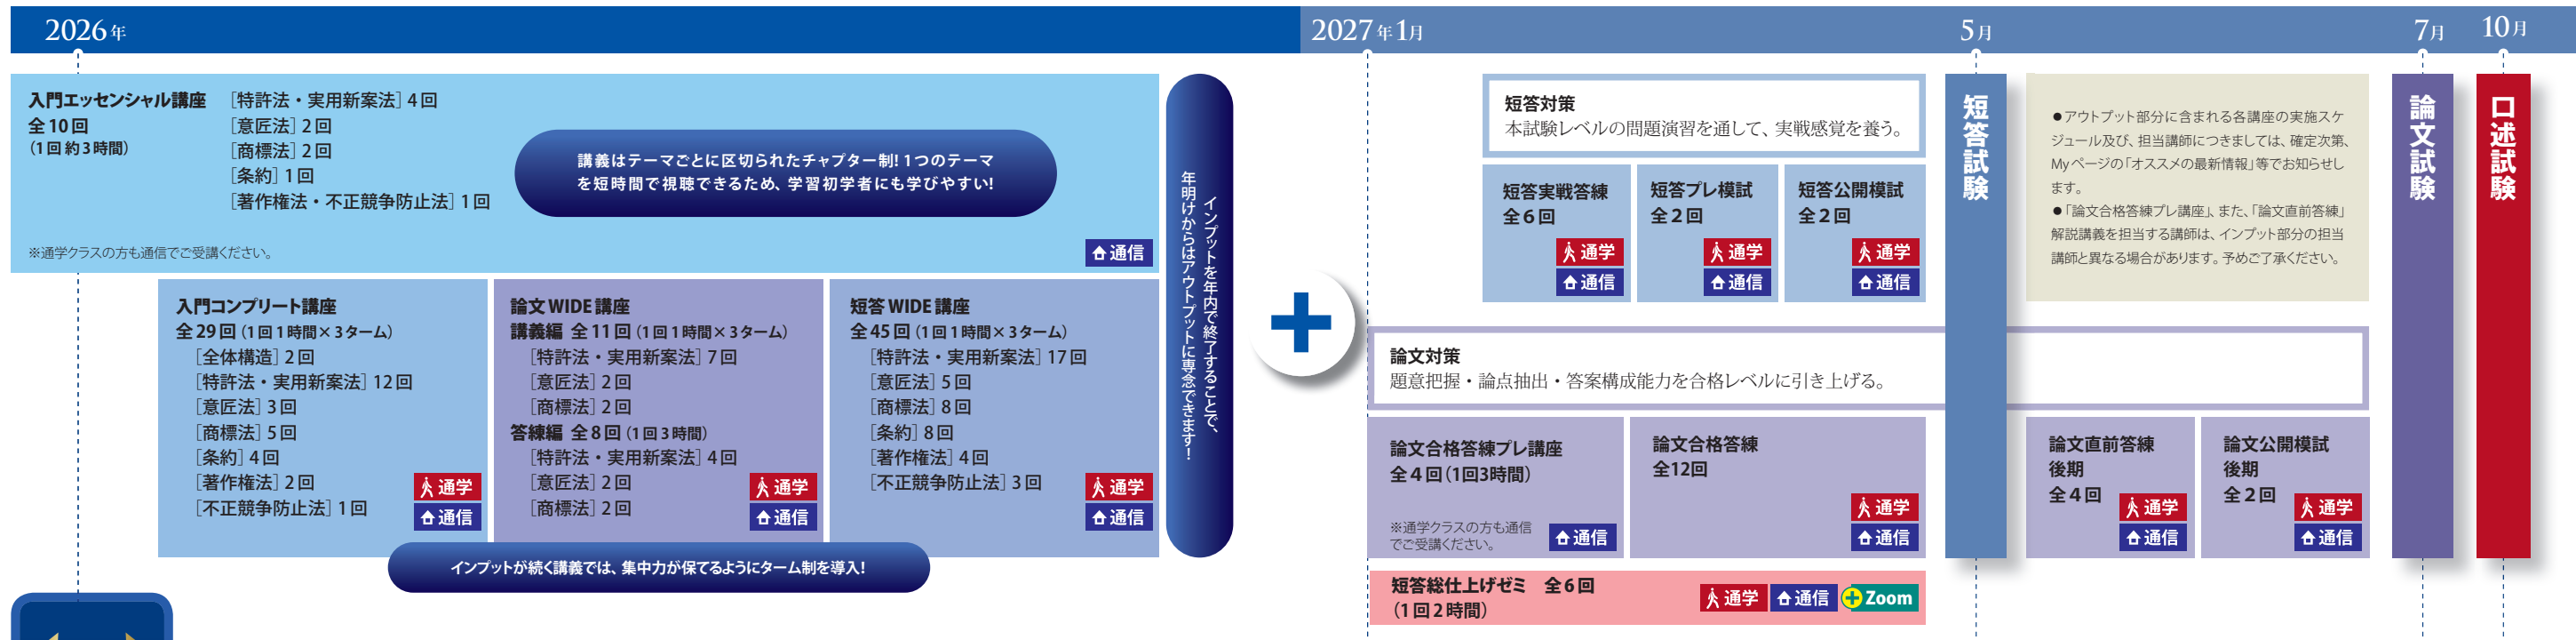 2026年
2027年1月
5月
7月
10月
入門エッセンシャル講座
全10回
(1回 約3時間)
[特許法・実用新案法] 4回
[意匠法] 2回
[商標法] 2回
[条約] 1回
[著作権法・不正競争防止法] 1回
講義はテーマごとに区切られたチャプター制! 1つのテーマ
を短時間で視聴できるため、学習初学者にも学びやすい!
※通学クラスの方も通信でご受講ください。
通信
入門コンプリート講座
全29回(1回1時間×3ターム)
[全体構造] 2回
[特許法・実用新案法] 12回
[意匠法] 3回
[商標法] 5回
[条約] 4回
[著作権法] 2回
[不正競争防止法] 1回
通学
通信
論文WIDE講座
講義編 全11回(1回1時間×3ターム)
[特許法・実用新案法] 7回
[意匠法] 2回
[商標法] 2回
答練編 全8回(1回3時間)
[特許法・実用新案法] 4回
[意匠法] 2回
[商標法] 2回
通学
通信
短答WIDE講座
全45回(1回1時間×3ターム)
[特許法・実用新案法] 17回
[意匠法] 5回
[商標法] 8回
[条約] 8回
[著作権法] 4回
[不正競争防止法] 3回
通学
通信
インプットが続く講義では、集中力が保てるようにターム制を導入!
インプットを年内で終了することで、
年明けからはアウトプットに専念できます!
短答対策
本試験レベルの問題演習を通して、実戦感覚を養う。
短答実戦答練
全6回
通学
通信
短答プレ模試
全2回
通学
通信
短答公開模試
全2回
通学
通信
論文対策
題意把握・論点抽出・答案構成能力を合格レベルに引き上げる。
論文合格答練プレ講座
全4回(1回3時間)
※通学クラスの方も通信
でご受講ください。
通信
論文合格答練
全12回
通学
通信
短答総仕上げゼミ 全6回
(1回2時間)
通学
通信
Zoom
短答試験
●アウトプット部分に含まれる各講座の実施スケ
ジュール及び、担当講師につきましては、確定次第、
Myページの「オススメの最新情報」等でお知らせし
ます。
●「論文合格答練プレ講座」、また、「論文直前答練」
解説講義を担当する講師は、インプット部分の担当
講師と異なる場合があります。予めご了承ください。
論文直前答練
後期
全4回
通学
通信
論文公開模試
後期
全2回
通学
通信
論文試験
口述試験